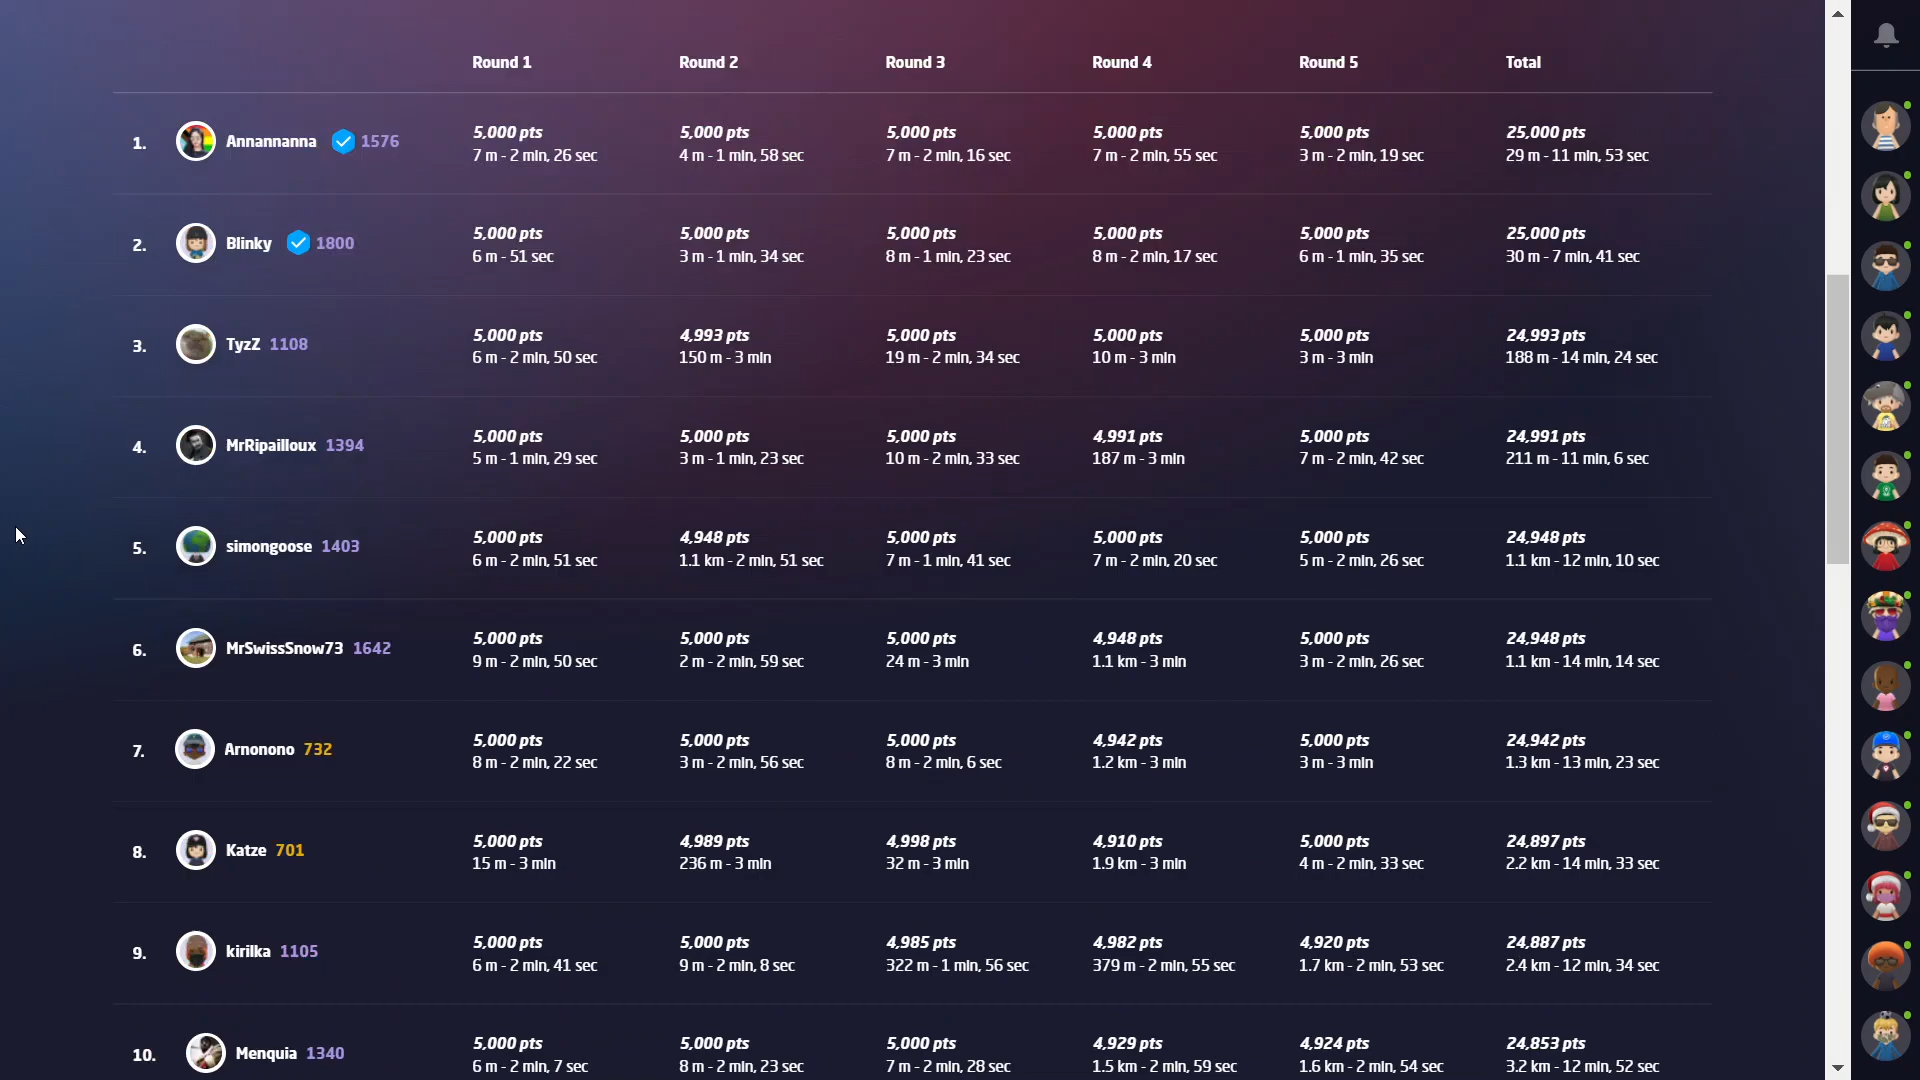 Round 1 Round 2 Round 3 Round 4 Round 5 Total
1. Annannanna 1576 5,000 pts 5,000 pts 5,000 pts 5,000 pts 5,000 pts 25,000 pts
7 m - 2 min, 26 sec 4 m - 1 min, 58 sec 7 m - 2 min, 16 sec 7 m - 2 min, 55 sec 3 m - 2 min, 19 sec 29 m - 11 min, 53 sec
2. Blinky 1800 5,000 pts 5,000 pts 5,000 pts 5,000 pts 5,000 pts 25,000 pts
6 m - 51 sec 3 m - 1 min, 34 sec 8 m - 1 min, 23 sec 8 m - 2 min, 17 sec 6 m - 1 min, 35 sec 30 m - 7 min, 41 sec
3. TyzZ 1108 5,000 pts 4,993 pts 5,000 pts 5,000 pts 5,000 pts 24,993 pts
6 m - 2 min, 50 sec 150 m - 3 min 19 m - 2 min, 34 sec 10 m - 3 min 3 m - 3 min 188 m - 14 min, 24 sec
4. MrRipailloux 1394 5,000 pts 5,000 pts 5,000 pts 4,991 pts 5,000 pts 24,991 pts
5 m - 1 min, 29 sec 3 m - 1 min, 23 sec 10 m - 2 min, 33 sec 187 m - 3 min 7 m - 2 min, 42 sec 211 m - 11 min, 6 sec
5. simongoose 1403 5,000 pts 4,948 pts 5,000 pts 5,000 pts 5,000 pts 24,948 pts
6 m - 2 min, 51 sec 1.1 km - 2 min, 51 sec 7 m - 1 min, 41 sec 7 m - 2 min, 20 sec 5 m - 2 min, 26 sec 1.1 km - 12 min, 10 sec
6. MrSwissSnow73 1642 5,000 pts 5,000 pts 5,000 pts 4,948 pts 5,000 pts 24,948 pts
9 m - 2 min, 50 sec 2 m - 2 min, 59 sec 24 m - 3 min 1.1 km - 3 min 3 m - 2 min, 26 sec 1.1 km - 14 min, 14 sec
7. Arnonono 732 5,000 pts 5,000 pts 5,000 pts 4,942 pts 5,000 pts 24,942 pts
8 m - 2 min, 22 sec 3 m - 2 min, 56 sec 8 m - 2 min, 6 sec 1.2 km - 3 min 3 m - 3 min 1.3 km - 13 min, 23 sec
8. Katze 701 5,000 pts 4,989 pts 4,998 pts 4,910 pts 5,000 pts 24,897 pts
15 m - 3 min 236 m - 3 min 32 m - 3 min 1.9 km - 3 min 4 m - 2 min, 33 sec 2.2 km - 14 min, 33 sec
9. kirilka 1105 5,000 pts 5,000 pts 4,985 pts 4,982 pts 4,920 pts 24,887 pts
6 m - 2 min, 41 sec 9 m - 2 min, 8 sec 322 m - 1 min, 56 sec 379 m - 2 min, 55 sec 1.7 km - 2 min, 53 sec 2.4 km - 12 min, 34 sec
10. Menquia 1340 5,000 pts 5,000 pts 5,000 pts 4,929 pts 4,924 pts 24,853 pts
6 m - 2 min, 7 sec 8 m - 2 min, 23 sec 7 m - 2 min, 28 sec 1.5 km - 2 min, 59 sec 1.6 km - 2 min, 54 sec 3.2 km - 12 min, 52 sec